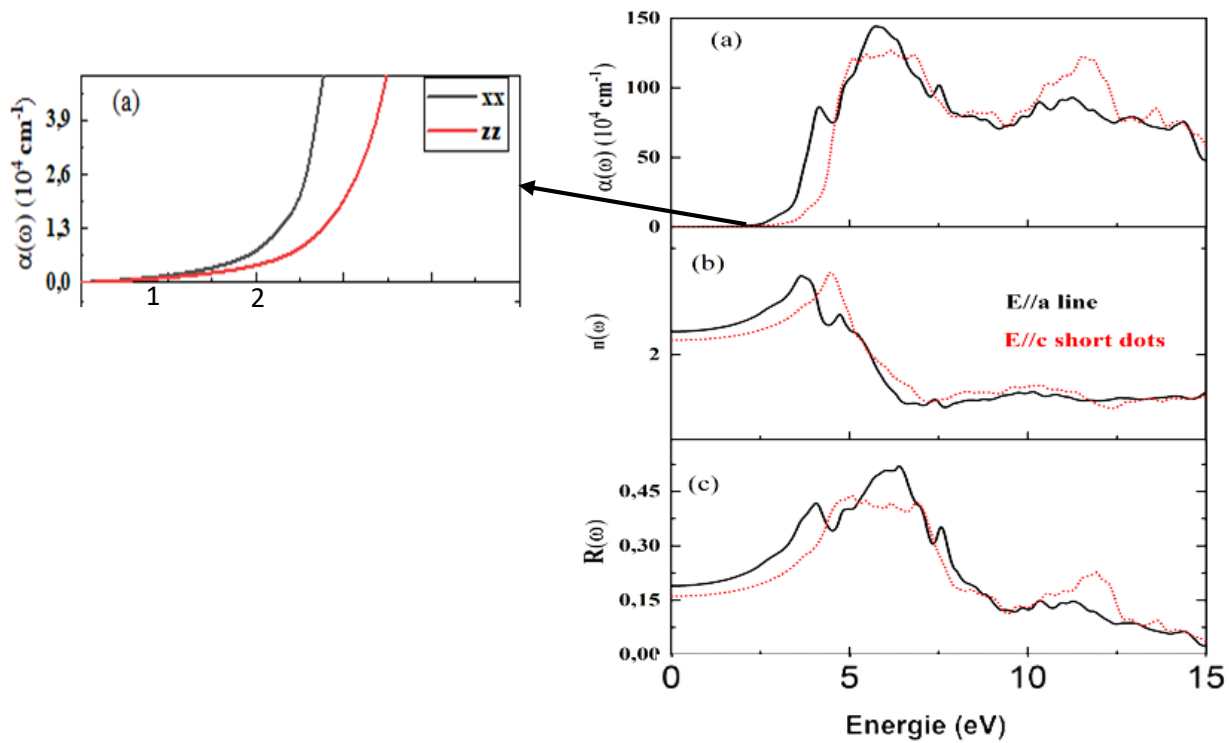 (a)
xx
zz
α(ω) (10⁴ cm⁻¹)
3,9
2,6
1,3
0,0
1
2
(a)
α(ω) (10⁴ cm⁻¹)
150
100
50
0
(b)
n(ω)
2
E//a line
E//c short dots
(c)
R(ω)
0,45
0,30
0,15
0,00
0
5
10
15
Energie (eV)